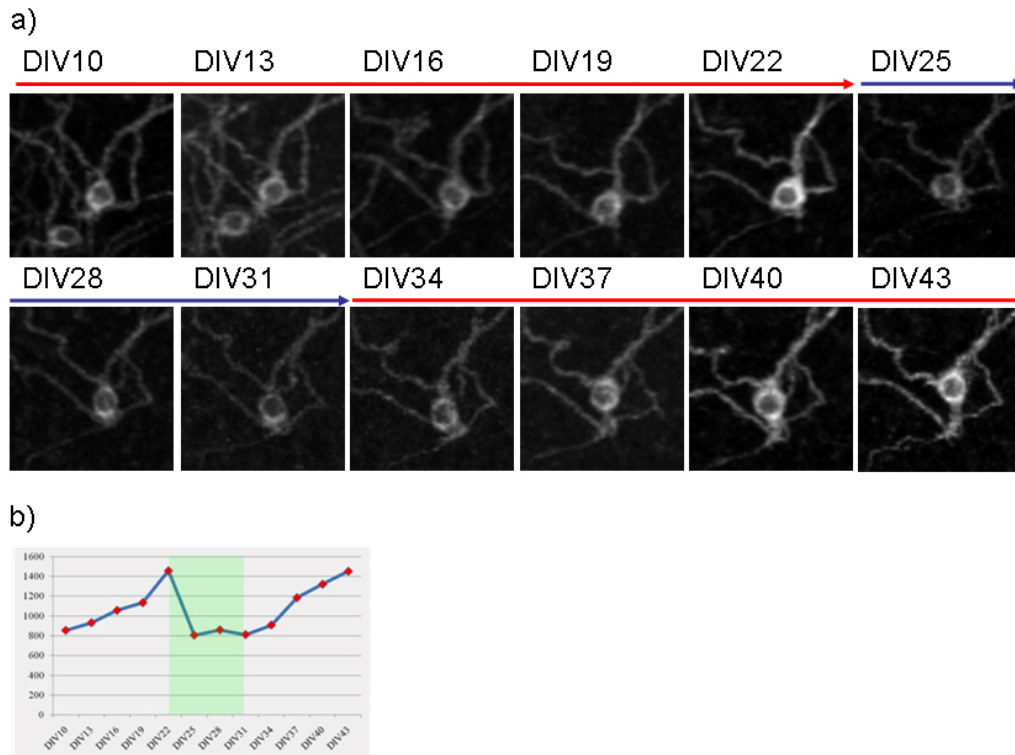 a)
DIV10 DIV13 DIV16 DIV19 DIV22 DIV25
DIV28 DIV31 DIV34 DIV37 DIV40 DIV43
b)
1600
1400
1200
1000
800
600
400
200
0
DIV10 DIV13 DIV16 DIV19 DIV22 DIV25 DIV28 DIV31 DIV34 DIV37 DIV40 DIV43